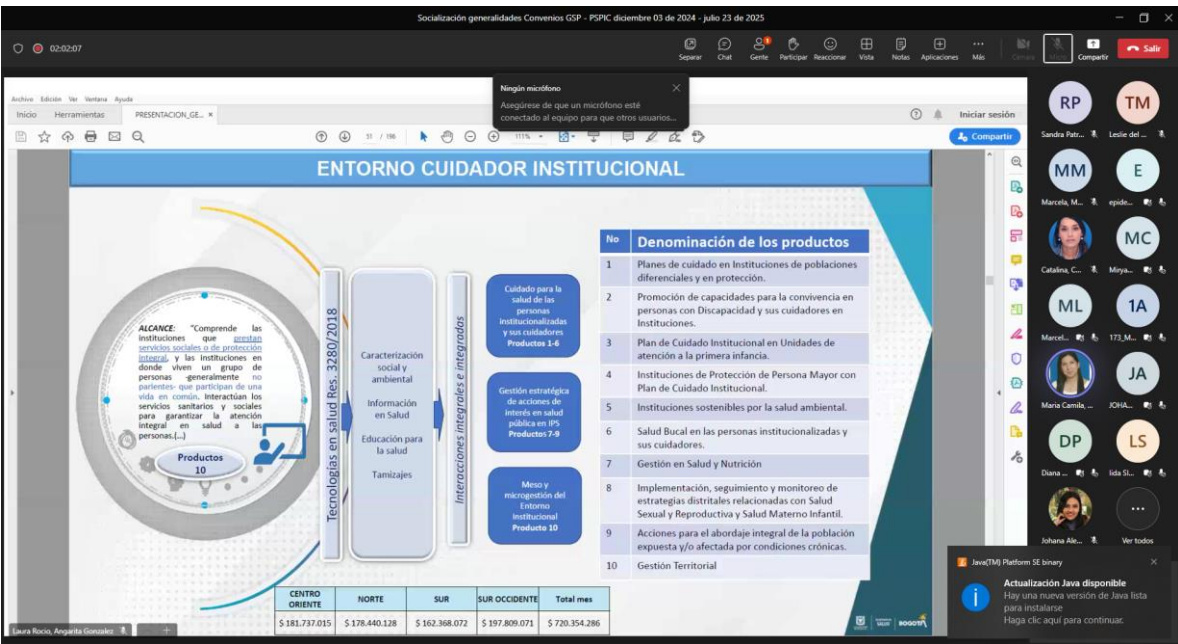 Socialización generalidades Convenios GSP - PSPIC diciembre 03 de 2024 - julio 23 de 2025
02:02:07
Separar
Chat
Gente
Participar
Reaccionar
Vista
Notas
Aplicaciones
Más
Cámara
Compartir
Salir
Ningún micrófono
Asegúrese de que un micrófono esté
conectado al equipo para que otros usuarios...
Archivo Edición Ver Ventana Ayuda
Inicio
Herramientas
PRESENTACION_GE...
Iniciar sesión
51 / 196
111%
Compartir
ENTORNO CUIDADOR INSTITUCIONAL
ALCANCE: "Comprende las
instituciones que prestan
servicios sociales o de protección
integral, y las instituciones en
donde viven un grupo de
personas -generalmente no
parientes- que participan de una
vida en común. Interactúan los
servicios sanitarios y sociales
para garantizar la atención
integral en salud a las
personas.(...)
Productos
10
Tecnologías en salud Res. 3280/2018
Caracterización
social y
ambiental
Información
en Salud
Educación para
la salud
Tamizajes
Interacciones integrales e integradas
Cuidado para la
salud de las
personas
institucionalizadas
y sus cuidadores
Productos 1-6
Gestión estratégica
de acciones de
interés en salud
pública en IPS
Productos 7-9
Meso y
microgestión del
Entorno
Institucional
Producto 10
No Denominación de los productos
1 Planes de cuidado en Instituciones de poblaciones
diferenciales y en protección.
2 Promoción de capacidades para la convivencia en
personas con Discapacidad y sus cuidadores en
Instituciones.
3 Plan de Cuidado Institucional en Unidades de
atención a la primera infancia.
4 Instituciones de Protección de Persona Mayor con
Plan de Cuidado Institucional.
5 Instituciones sostenibles por la salud ambiental.
6 Salud Bucal en las personas institucionalizadas y
sus cuidadores.
7 Gestión en Salud y Nutrición
8 Implementación, seguimiento y monitoreo de
estrategias distritales relacionadas con Salud
Sexual y Reproductiva y Salud Materno Infantil.
9 Acciones para el abordaje integral de la población
expuesta y/o afectada por condiciones crónicas.
10 Gestión Territorial
CENTRO
ORIENTE
NORTE
SUR
SUR OCCIDENTE
Total mes
$ 181.737.015
$ 178.440.128
$ 162.368.072
$ 197.809.071
$ 720.354.286
SALUD
BOGOTÁ
Laura Rocio, Angarita Gonzalez
RP
TM
Sandra Patr...
Leslie del ...
MM
E
Marcela, M...
epide...
MC
Catalina, C...
Mirya...
ML
1A
Marcel...
173_M...
JA
Maria Camila, ...
JOHA...
DP
LS
Diana ...
lida Sl...
Johana Ale...
Ver todos
Java(TM) Platform SE binary
Actualización Java disponible
Hay una nueva versión de Java lista
para instalarse
Haga clic aquí para continuar.